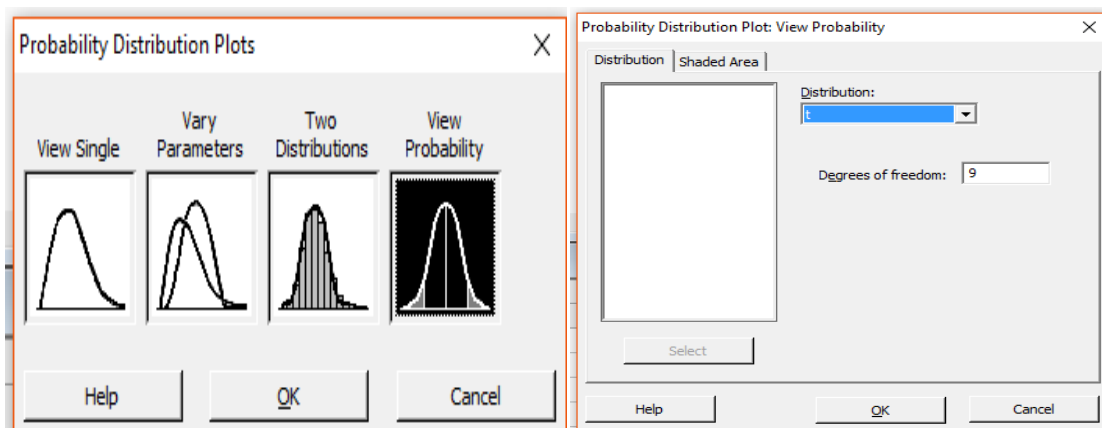 Probability Distribution Plots
View Single
Vary Parameters
Two Distributions
View Probability
Help
OK
Cancel
Probability Distribution Plot: View Probability
Distribution
Shaded Area
Distribution:
t
Degrees of freedom:
9
Select
Help
OK
Cancel